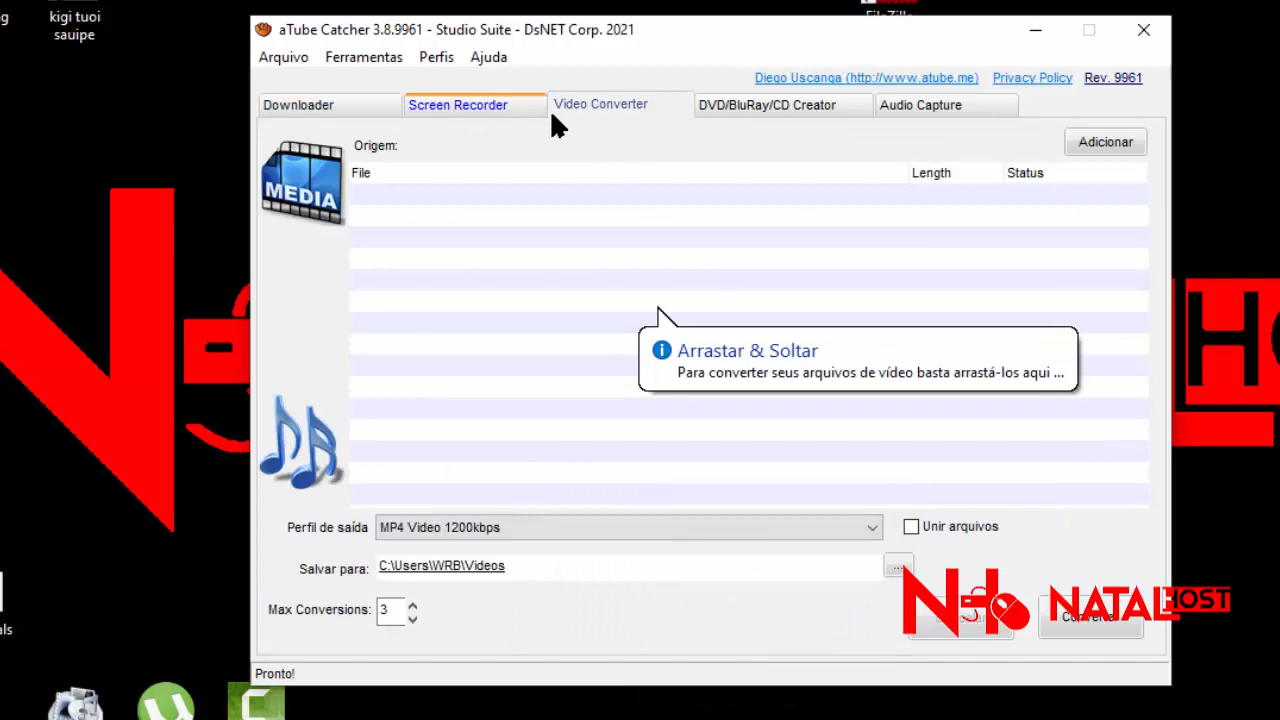 kigi tuoi
sauipe
aTube Catcher 3.8.9961 - Studio Suite - DsNET Corp. 2021
Arquivo Ferramentas Perfis Ajuda
Diego Uscanga (http://www.atube.me) Privacy Policy Rev. 9961
Downloader Screen Recorder Video Converter DVD/BluRay/CD Creator Audio Capture
Origem: Adicionar
MEDIA
File Length Status
Arrastar & Soltar
Para converter seus arquivos de vídeo basta arrastá-los aqui ...
Perfil de saída MP4 Video 1200kbps Unir arquivos
Salvar para: C:\Users\WRB\Videos ...
Max Conversions: 3
NATALHOST
Pronto!